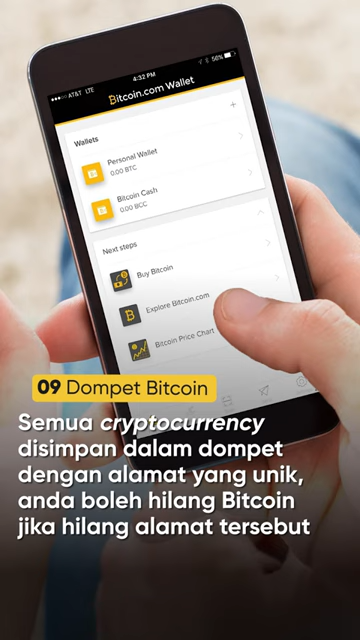 AT&T LTE
4:32 PM
56%
Bitcoin.com Wallet
Wallets
+
Personal Wallet
0.00 BTC
Bitcoin Cash
0.00 BCC
Next steps
Buy Bitcoin
Explore Bitcoin.com
Bitcoin Price Chart
09 Dompet Bitcoin
Semua cryptocurrency
disimpan dalam dompet
dengan alamat yang unik,
anda boleh hilang Bitcoin
jika hilang alamat tersebut